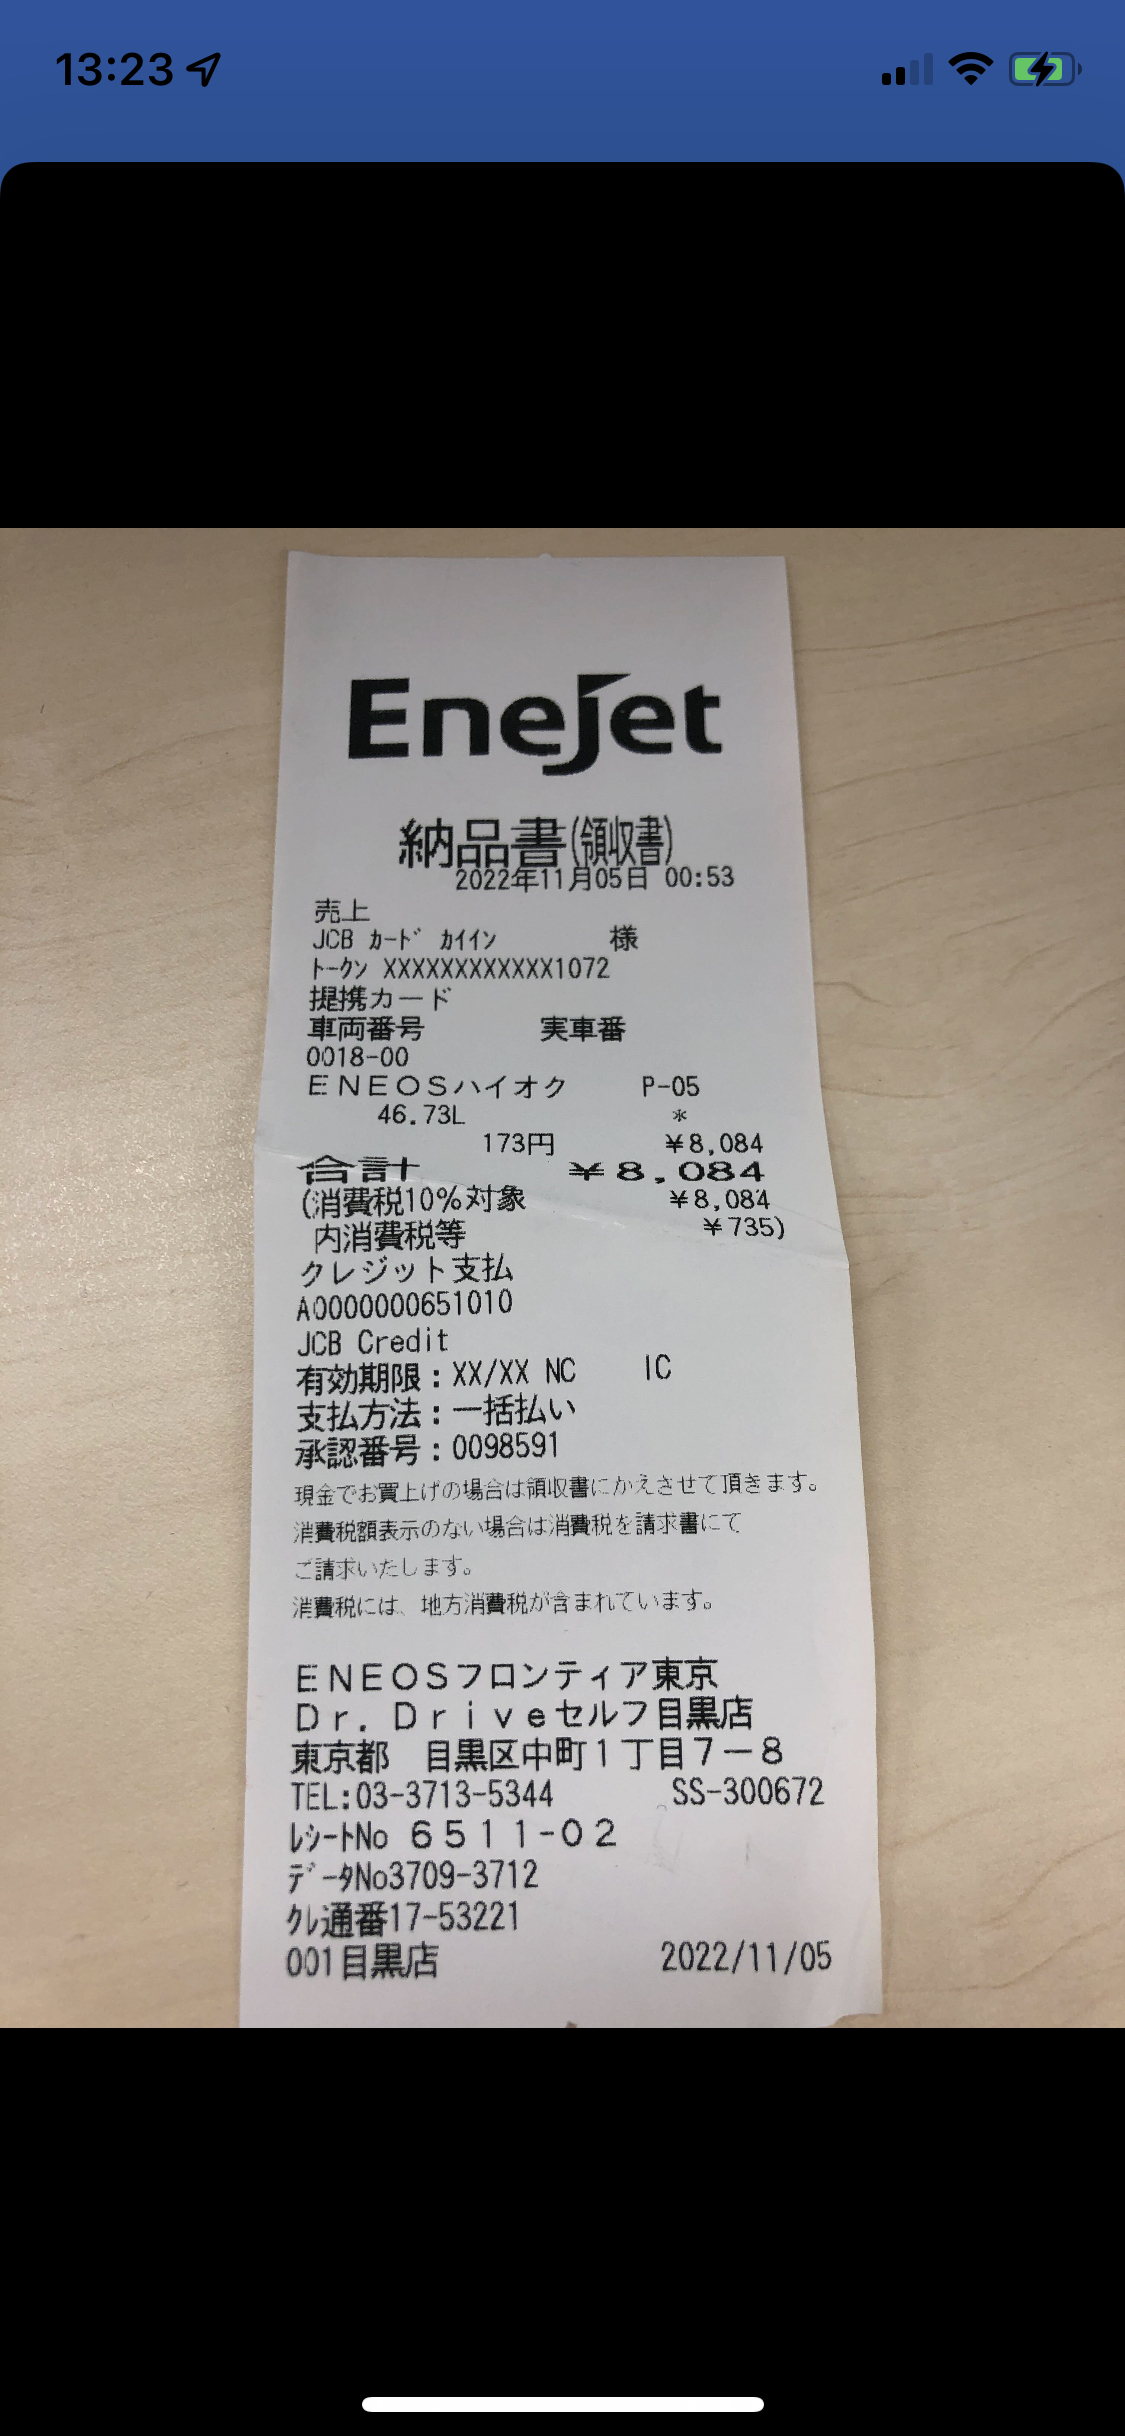 13:23
EneJet
納品書(領収書)
2022年11月05日 00:53
売上
JCB ｶｰﾄﾞ ｶｲｲﾝ 様
ﾄｰｸﾝ XXXXXXXXXXXX1072
提携カード
車両番号 実車番
0018-00
ＥＮＥＯＳハイオク P-05
46.73L *
173円 ¥8,084
合計 ¥8,084
(消費税10%対象 ¥8,084
内消費税等 ¥735)
クレジット支払
A0000000651010
JCB Credit
有効期限：XX/XX NC IC
支払方法：一括払い
承認番号：0098591
現金でお買上げの場合は領収書にかえさせて頂きます。
消費税額表示のない場合は消費税を請求書にて
ご請求いたします。
消費税には、地方消費税が含まれています。
ＥＮＥＯＳフロンティア東京
Ｄｒ．Ｄｒｉｖｅセルフ目黒店
東京都　目黒区中町１丁目７－８
TEL:03-3713-5344 SS-300672
ﾚｼｰﾄNo ６５１１-０２
ﾃﾞｰﾀNo3709-3712
ｸﾚ通番17-53221
001目黒店 2022/11/05